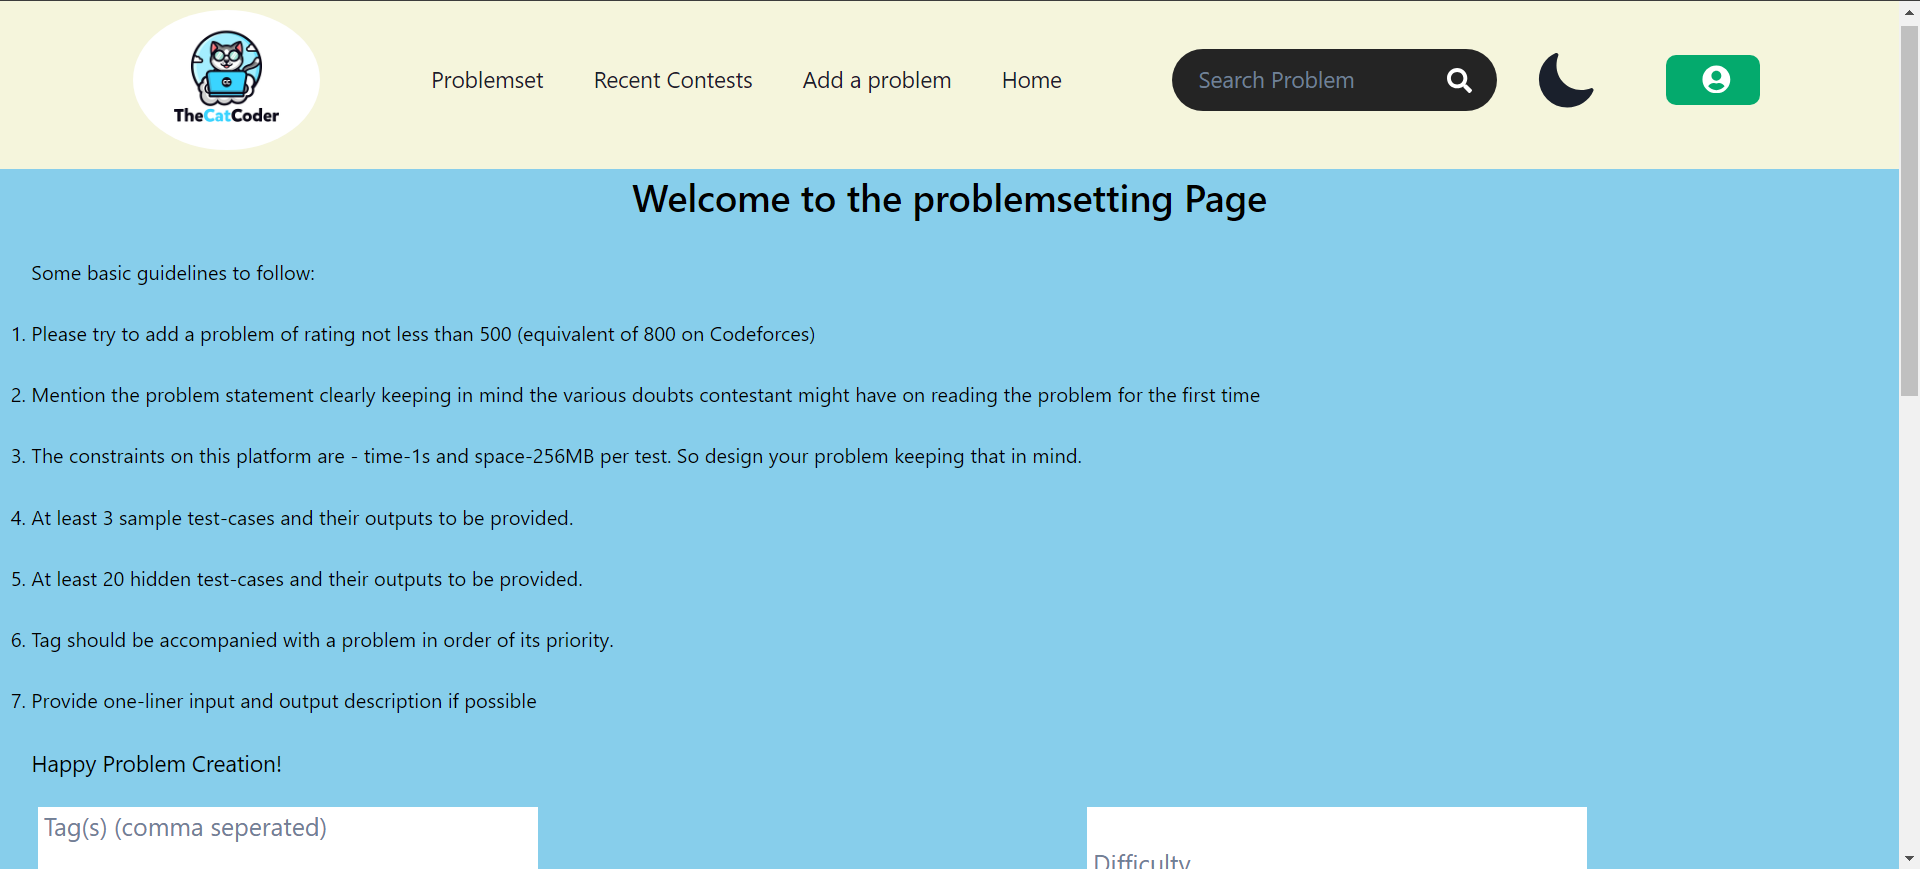 TheCatCoder
Problemset
Recent Contests
Add a problem
Home
Search Problem
Welcome to the problemsetting Page
Some basic guidelines to follow:
1. Please try to add a problem of rating not less than 500 (equivalent of 800 on Codeforces)
2. Mention the problem statement clearly keeping in mind the various doubts contestant might have on reading the problem for the first time
3. The constraints on this platform are - time-1s and space-256MB per test. So design your problem keeping that in mind.
4. At least 3 sample test-cases and their outputs to be provided.
5. At least 20 hidden test-cases and their outputs to be provided.
6. Tag should be accompanied with a problem in order of its priority.
7. Provide one-liner input and output description if possible
Happy Problem Creation!
Tag(s) (comma seperated)
Difficulty